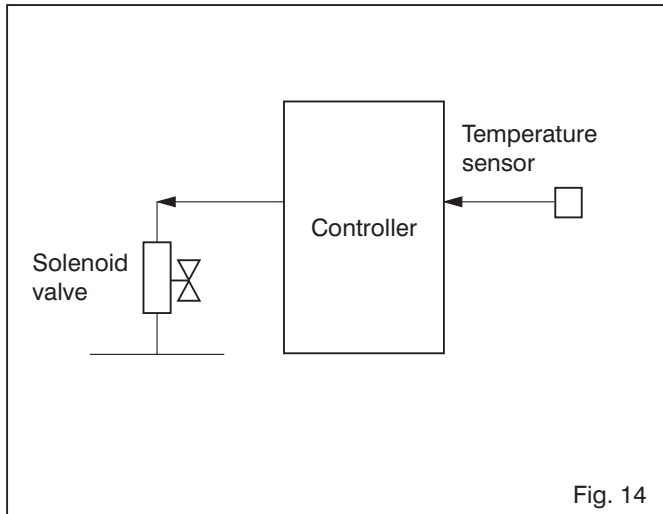 Temperature
sensor
Controller
Solenoid
valve
Fig. 14